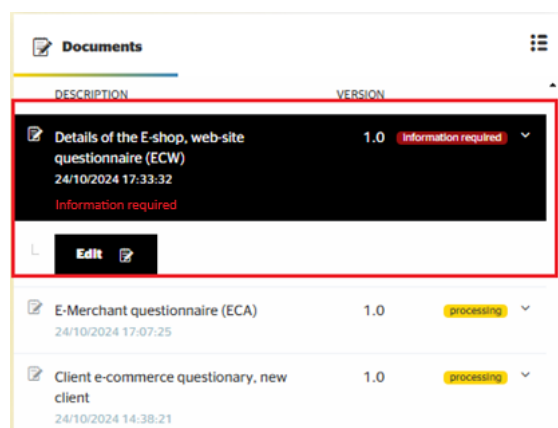 Documents
DESCRIPTION VERSION
Details of the E-shop, web-site 1.0 Information required
questionnaire (ECW)
24/10/2024 17:33:32
Information required
Edit
E-Merchant questionnaire (ECA) 1.0 processing
24/10/2024 17:07:25
Client e-commerce questionary, new 1.0 processing
client
24/10/2024 14:38:21